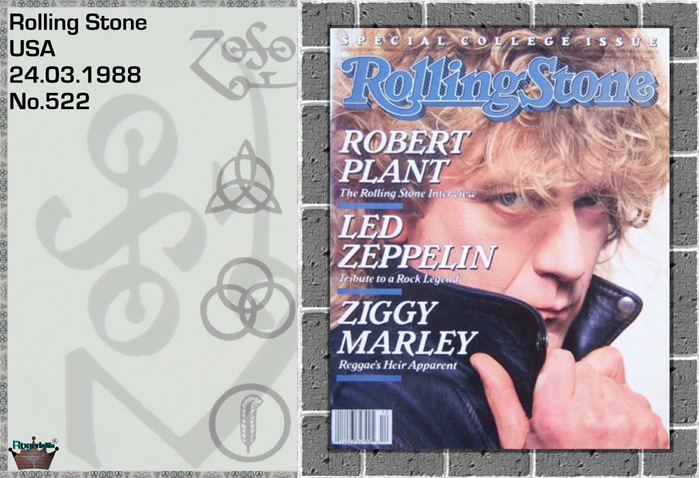 Rolling Stone
USA
24.03.1988
No.522
SPECIAL COLLEGE ISSUE
RollingStone
ROBERT
PLANT
The Rolling Stone Interview
LED
ZEPPELIN
Tribute to a Rock Legend
ZIGGY
MARLEY
Reggae's Heir Apparent